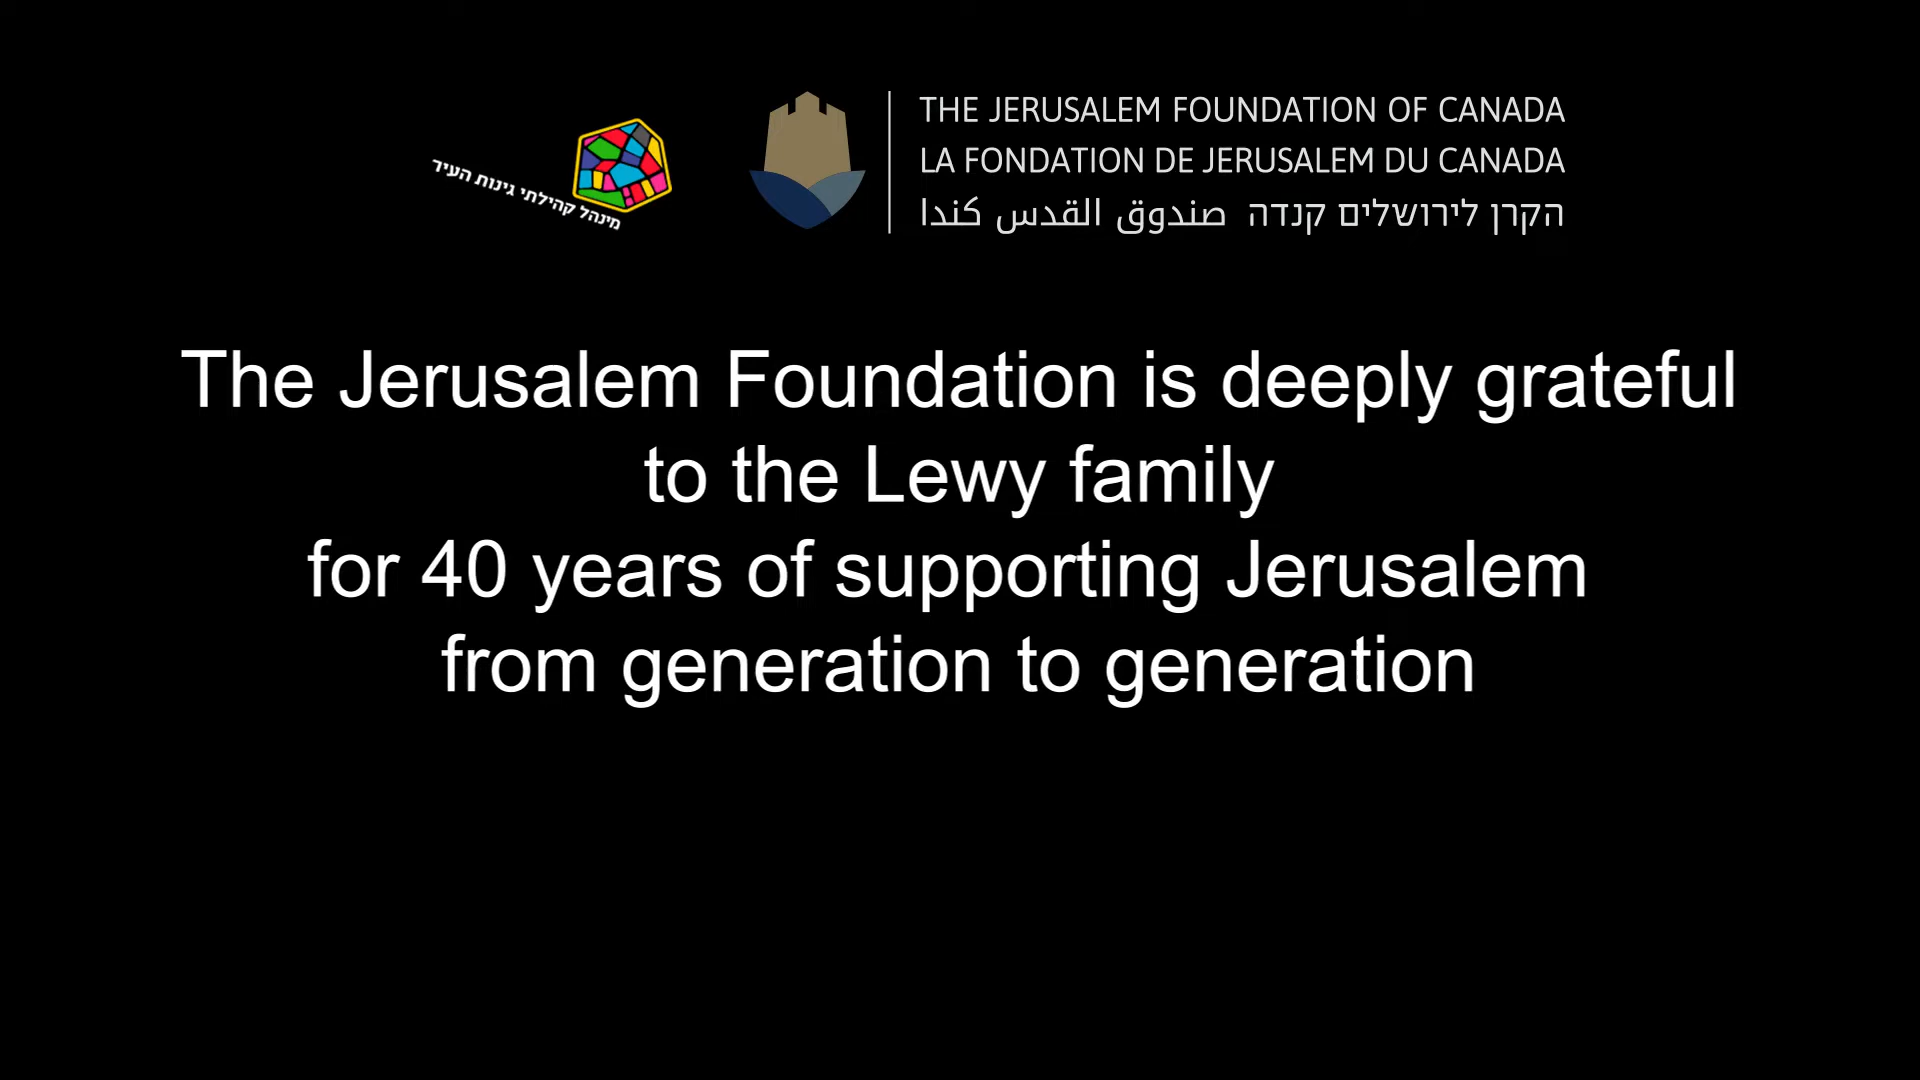 מינהל קהילתי גינות העיר
THE JERUSALEM FOUNDATION OF CANADA
LA FONDATION DE JERUSALEM DU CANADA
הקרן לירושלים קנדה صندوق القدس كندا
The Jerusalem Foundation is deeply grateful
to the Lewy family
for 40 years of supporting Jerusalem
from generation to generation